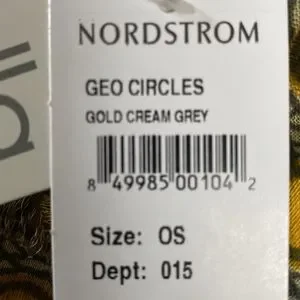 NORDSTROM
GEO CIRCLES
GOLD CREAM GREY
8 49985 00104 2
Size: OS
Dept: 015